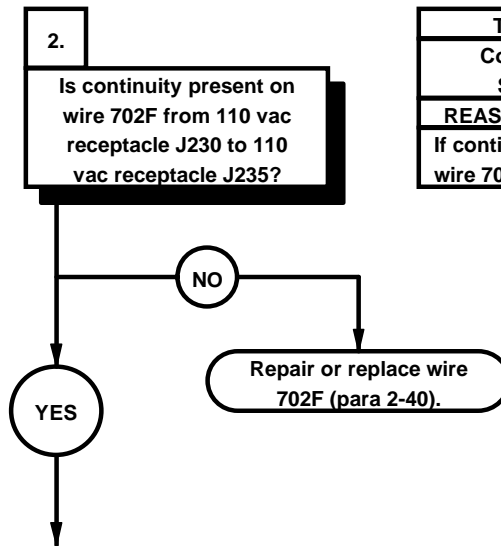 2.
Is continuity present on
wire 702F from 110 vac
receptacle J230 to 110
vac receptacle J235?
NO
Repair or replace wire
702F (para 2-40).
YES
T
Co
S
REAS
If conti
wire 70